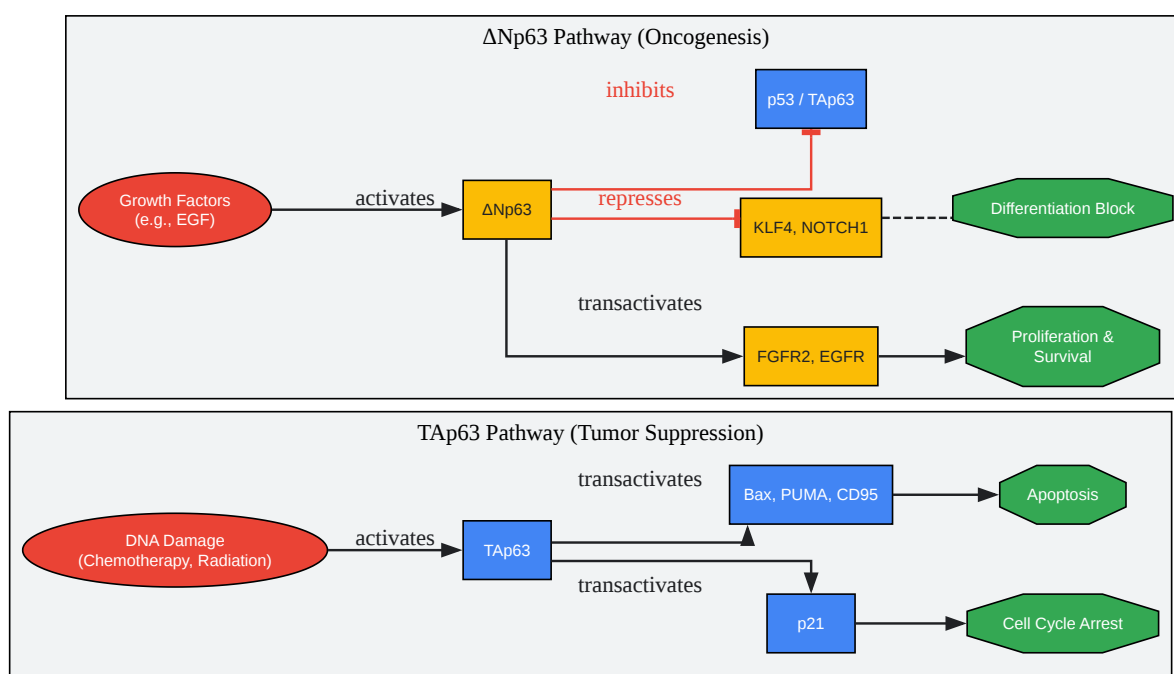 ΔNp63 Pathway (Oncogenesis)
inhibits
p53 / TAp63
Growth Factors
(e.g., EGF)
activates
ΔNp63
represses
KLF4, NOTCH1
Differentiation Block
transactivates
FGFR2, EGFR
Proliferation &
Survival
TAp63 Pathway (Tumor Suppression)
transactivates
Bax, PUMA, CD95
Apoptosis
DNA Damage
(Chemotherapy, Radiation)
activates
TAp63
transactivates
p21
Cell Cycle Arrest